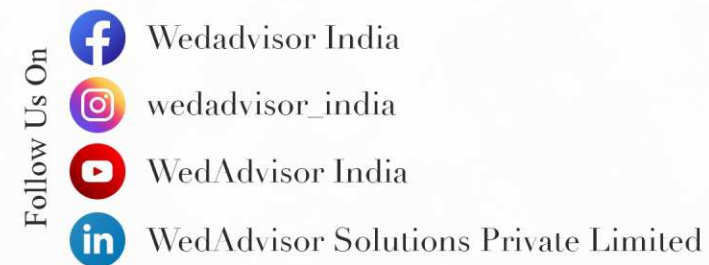 Follow Us On
Wedadvisor India
wedadvisor_india
WedAdvisor India
WedAdvisor Solutions Private Limited